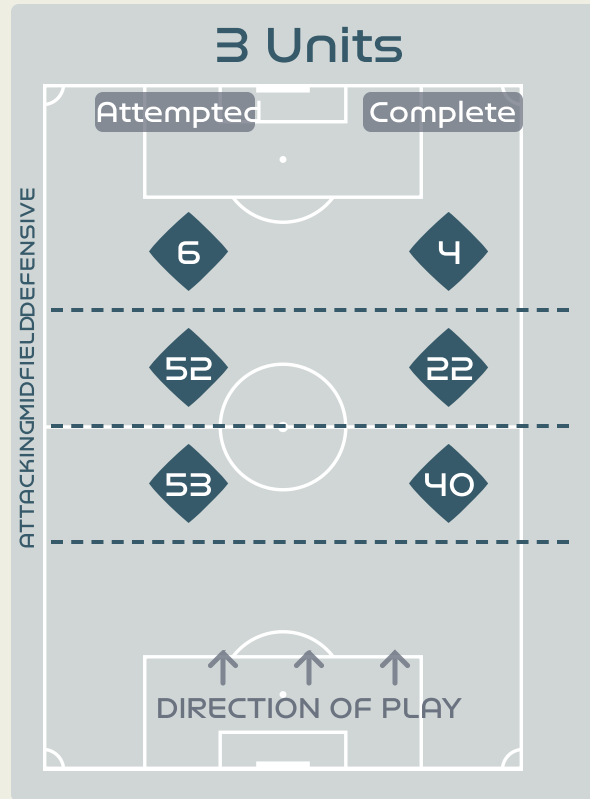 3 Units
Attempted
Complete
6
4
52
22
53
40
ATTACKINGMIDFIELDDEFENSIVE
DIRECTION OF PLAY